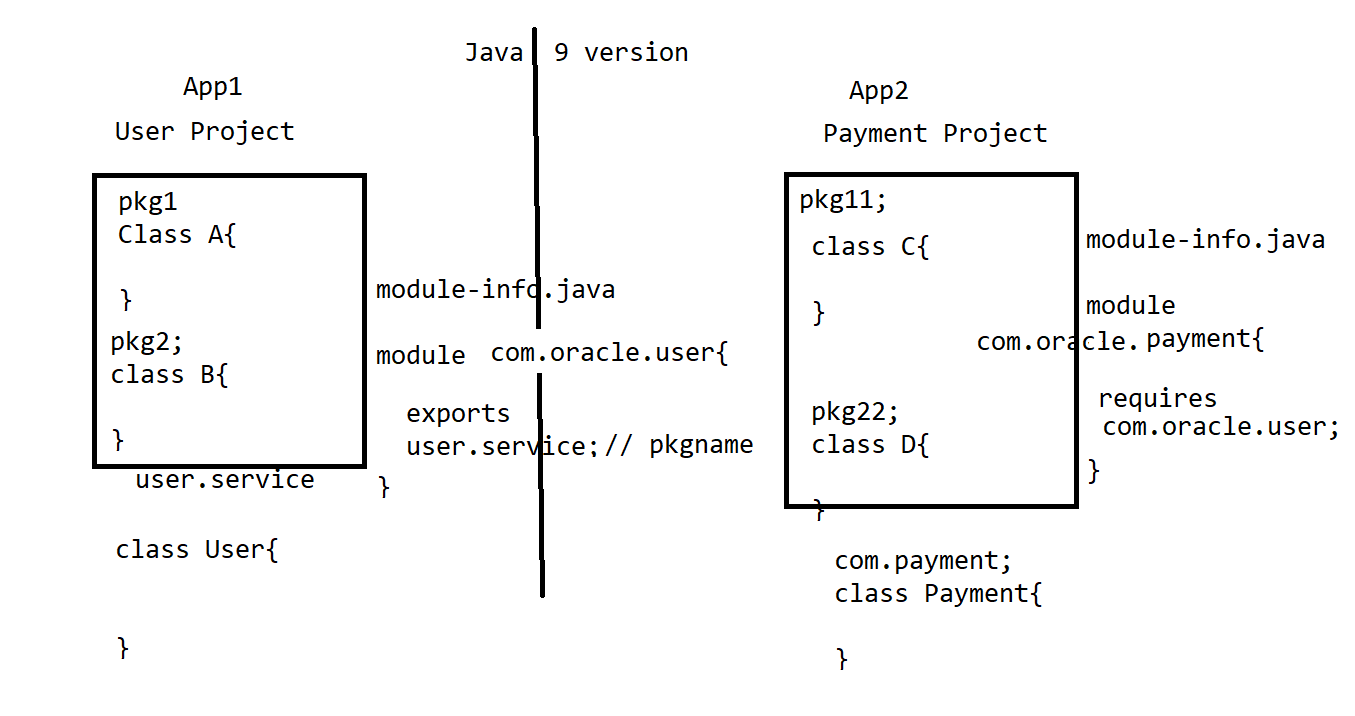 Java 9 version
App1
User Project
pkg1
Class A{
}
pkg2;
class B{
}
user.service
class User{
}
module-info.java
module com.oracle.user{
exports
user.service;// pkgname
}
App2
Payment Project
pkg11;
class C{
}
pkg22;
class D{
}
com.payment;
class Payment{
}
module-info.java
module
com.oracle. payment{
requires
com.oracle.user;
}